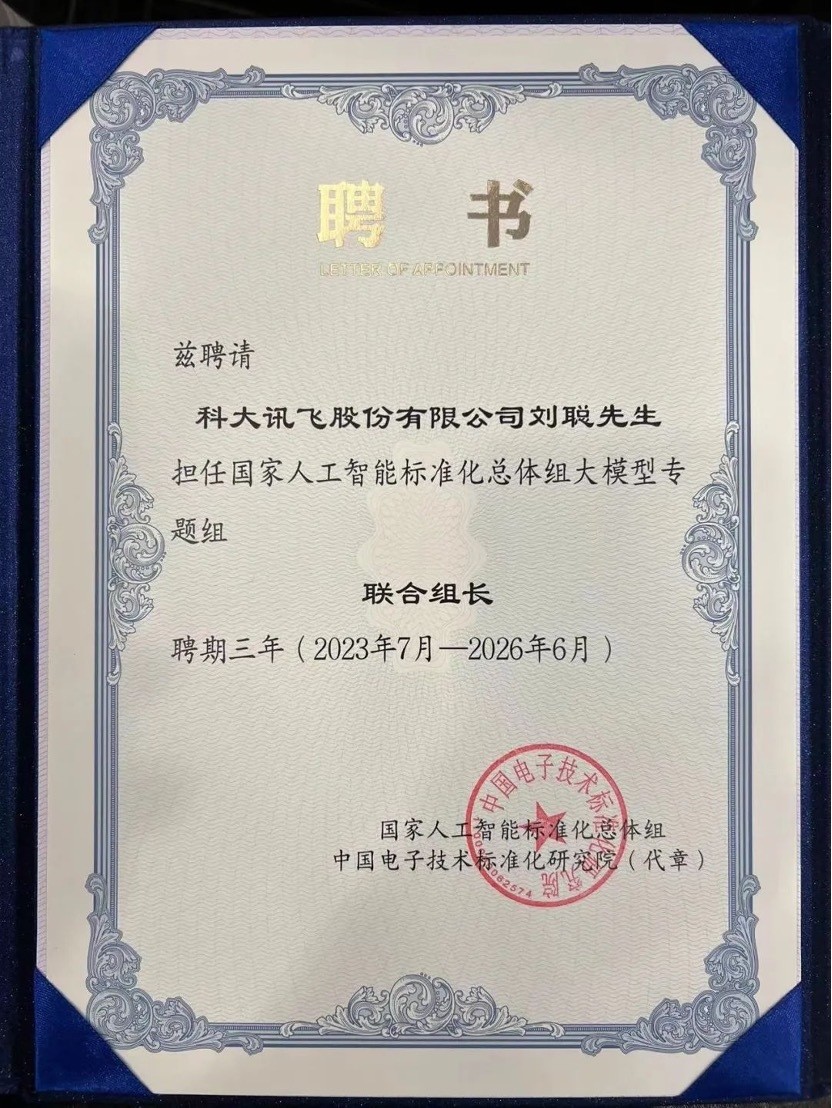 聘 书
LETTER OF APPOINTMENT
兹聘请
科大讯飞股份有限公司刘聪先生
担任国家人工智能标准化总体组大模型专
题组
联合组长
聘期三年（2023年7月—2026年6月）
国家人工智能标准化总体组
中国电子技术标准化研究院（代章）
中国电子技术标准化研究院